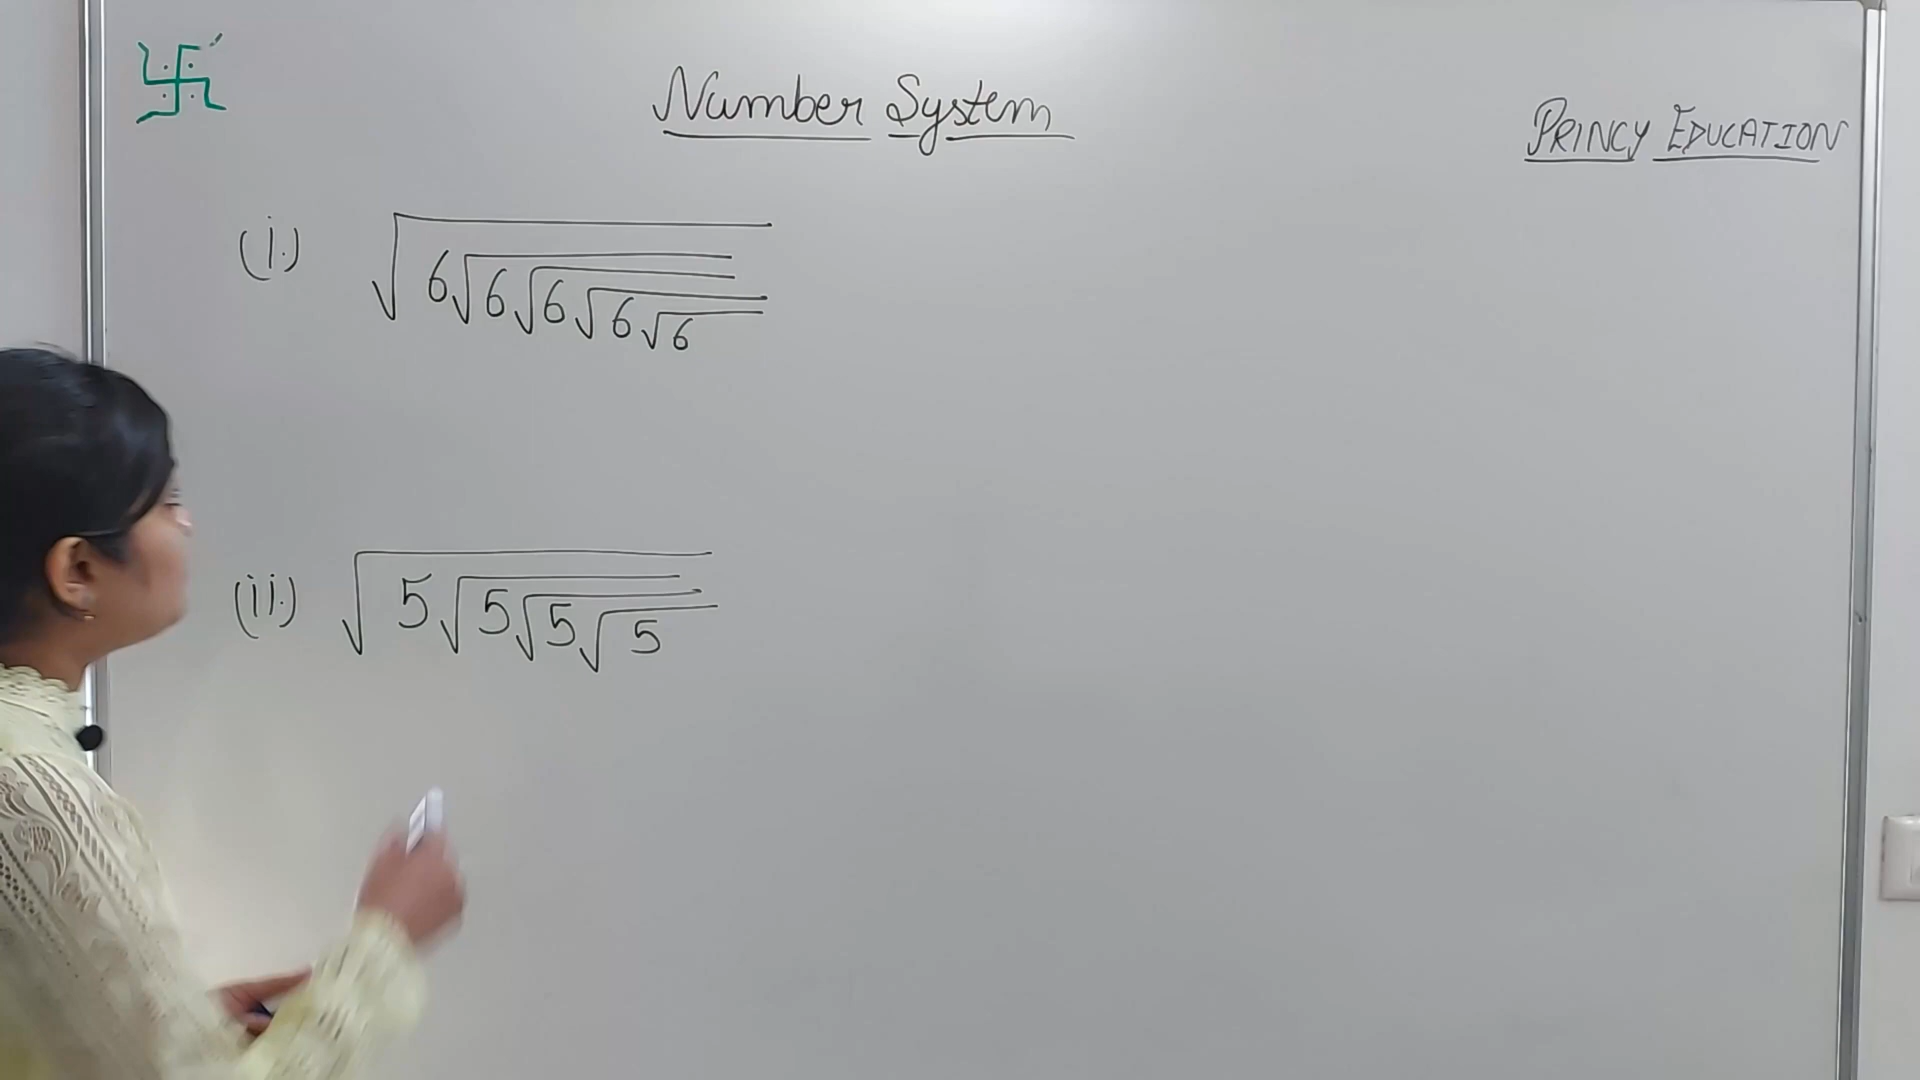 Number System
PRINCY EDUCATION
(i.) √6√6√6√6√6
(ii.) √5√5√5√5